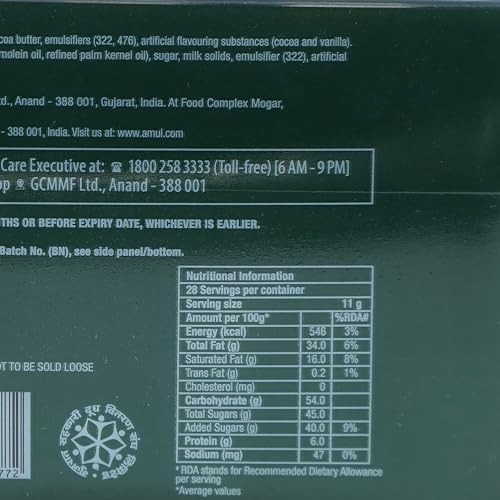 coa butter, emulsifiers (322, 476), artificial flavouring substances (cocoa and vanilla).
molein oil, refined palm kernel oil), sugar, milk solids, emulsifier (322), artificial
td., Anand - 388 001, Gujarat, India. At Food Complex Mogar,
- 388 001, India. Visit us at: www.amul.com
Care Executive at: ☎ 1800 258 3333 (Toll-free) [6 AM - 9 PM]
op GCMMF Ltd., Anand - 388 001
THS OR BEFORE EXPIRY DATE, WHICHEVER IS EARLIER.
Batch No. (BN), see side panel/bottom.
Nutritional Information
28 Servings per container
Serving size 11 g
Amount per 100g* %RDA#
Energy (kcal) 546 3%
Total Fat (g) 34.0 6%
Saturated Fat (g) 16.0 8%
Trans Fat (g) 0.2 1%
Cholesterol (mg) 0
Carbohydrate (g) 54.0
Total Sugars (g) 45.0
Added Sugars (g) 40.0 9%
Protein (g) 6.0
Sodium (mg) 47 0%
#RDA stands for Recommended Dietary Allowance
per serving
*Average values
OT TO BE SOLD LOOSE
772
गुजरात सहकारी दूध वितरण संघ लिमिटेड